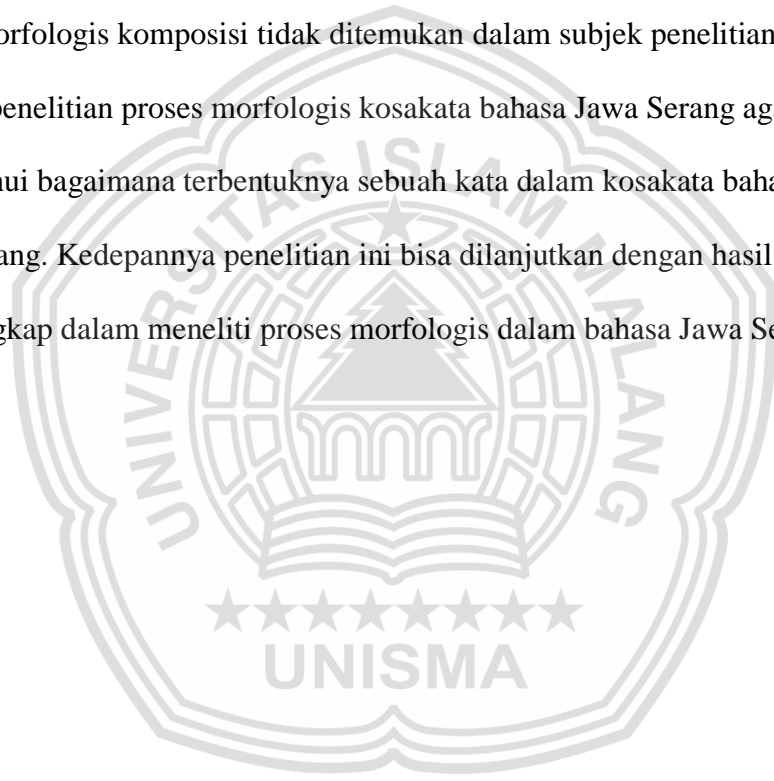 orfologis komposisi tidak ditemukan dalam subjek penelitian
penelitian proses morfologis kosakata bahasa Jawa Serang aga
ui bagaimana terbentuknya sebuah kata dalam kosakata baha
ang. Kedepannya penelitian ini bisa dilanjutkan dengan hasil
gkap dalam meneliti proses morfologis dalam bahasa Jawa Se
UNIVERSITAS ISLAM MALANG
UNISMA